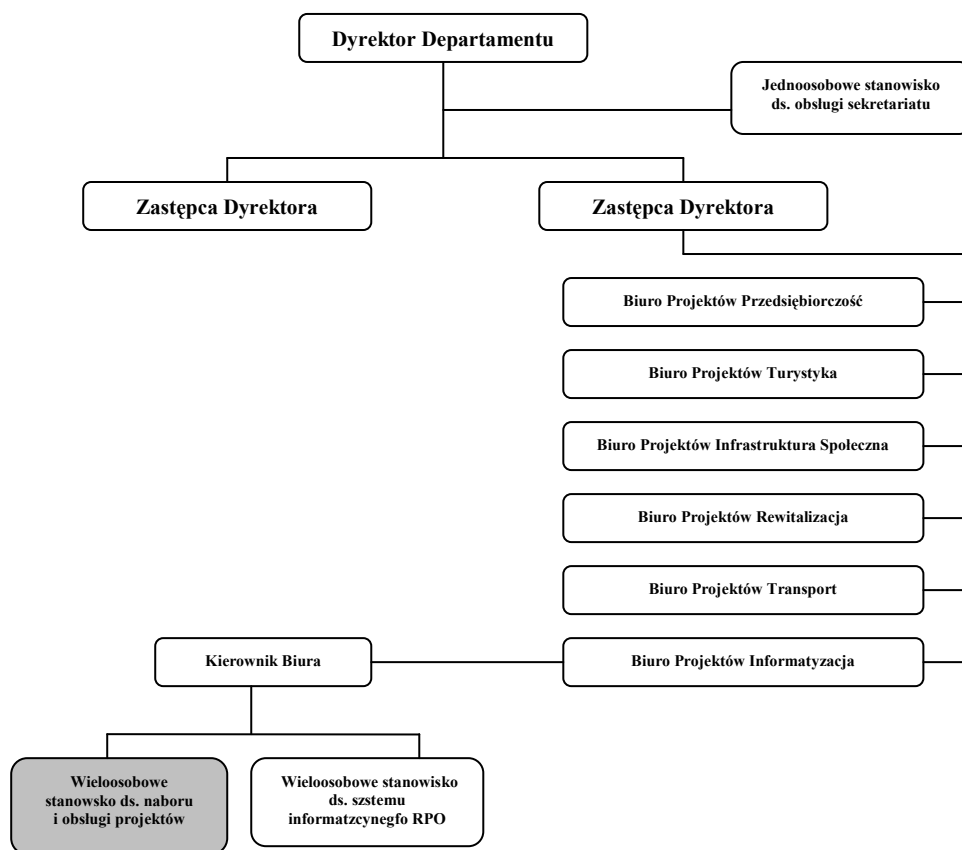 Dyrektor Departamentu
Jednoosobowe stanowisko
ds. obsługi sekretariatu
Zastępca Dyrektora
Zastępca Dyrektora
Biuro Projektów Przedsiębiorczość
Biuro Projektów Turystyka
Biuro Projektów Infrastruktura Społeczna
Biuro Projektów Rewitalizacja
Biuro Projektów Transport
Kierownik Biura
Biuro Projektów Informatyzacja
Wieloosobowe
stanowsko ds. naboru
i obsługi projektów
Wieloosobowe stanowisko
ds. szstemu
informatzcynegfo RPO